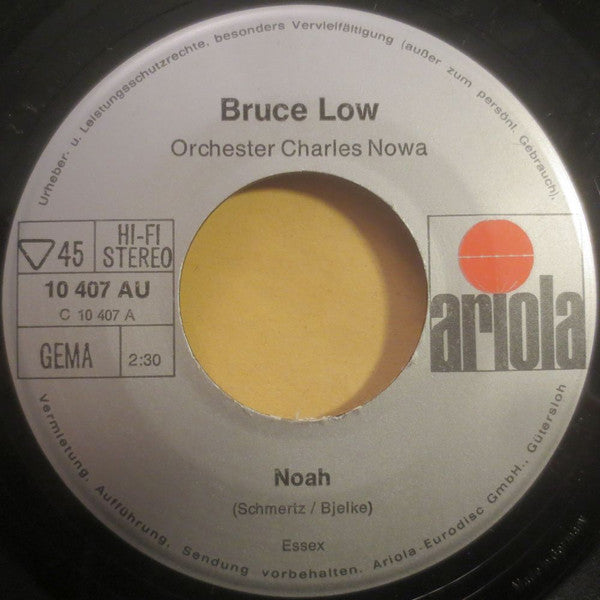 Urheber- u. Leistungsschutzrechte, besonders Vervielfältigung (außer zum persönl. Gebrauch),
Bruce Low
Orchester Charles Nowa
45
HI-FI
STEREO
10 407 AU
C 10 407 A
GEMA
2:30
ariola
Noah
(Schmertz / Bjelke)
Essex
Vermietung, Aufführung, Sendung vorbehalten. Ariola-Eurodisc GmbH., Gütersloh